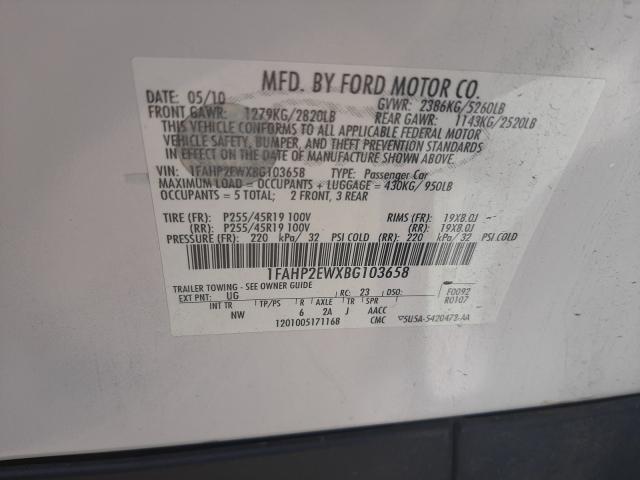 MFD. BY FORD MOTOR CO.
DATE: 05/10 GVWR: 2386KG/5260LB
FRONT GAWR: 1279KG/2820LB REAR GAWR: 1143KG/2520LB
THIS VEHICLE CONFORMS TO ALL APPLICABLE FEDERAL MOTOR
VEHICLE SAFETY, BUMPER, AND THEFT PREVENTION STANDARDS
IN EFFECT ON THE DATE OF MANUFACTURE SHOWN ABOVE.
VIN: 1FAHP2EWXBG103658 TYPE: Passenger Car
MAXIMUM LOAD = OCCUPANTS + LUGGAGE = 430KG/950LB
OCCUPANTS = 5 TOTAL; 2 FRONT, 3 REAR
TIRE (FR): P255/45R19 100V RIMS (FR): 19X8.0J
(RR): P255/45R19 100V (RR): 19X8.0J
PRESSURE (FR): 220 kPa/ 32 PSI COLD (RR): 220 kPa/ 32 PSI COLD
1FAHP2EWXBG103658
TRAILER TOWING - SEE OWNER GUIDE
EXT PNT: UG RC: 23 DSO: F0092
R0107
INT TR TP/PS R AXLE TR SPR
NW 6 2A J AACC
1201005171168 CMC 5U5A-5420472-AA